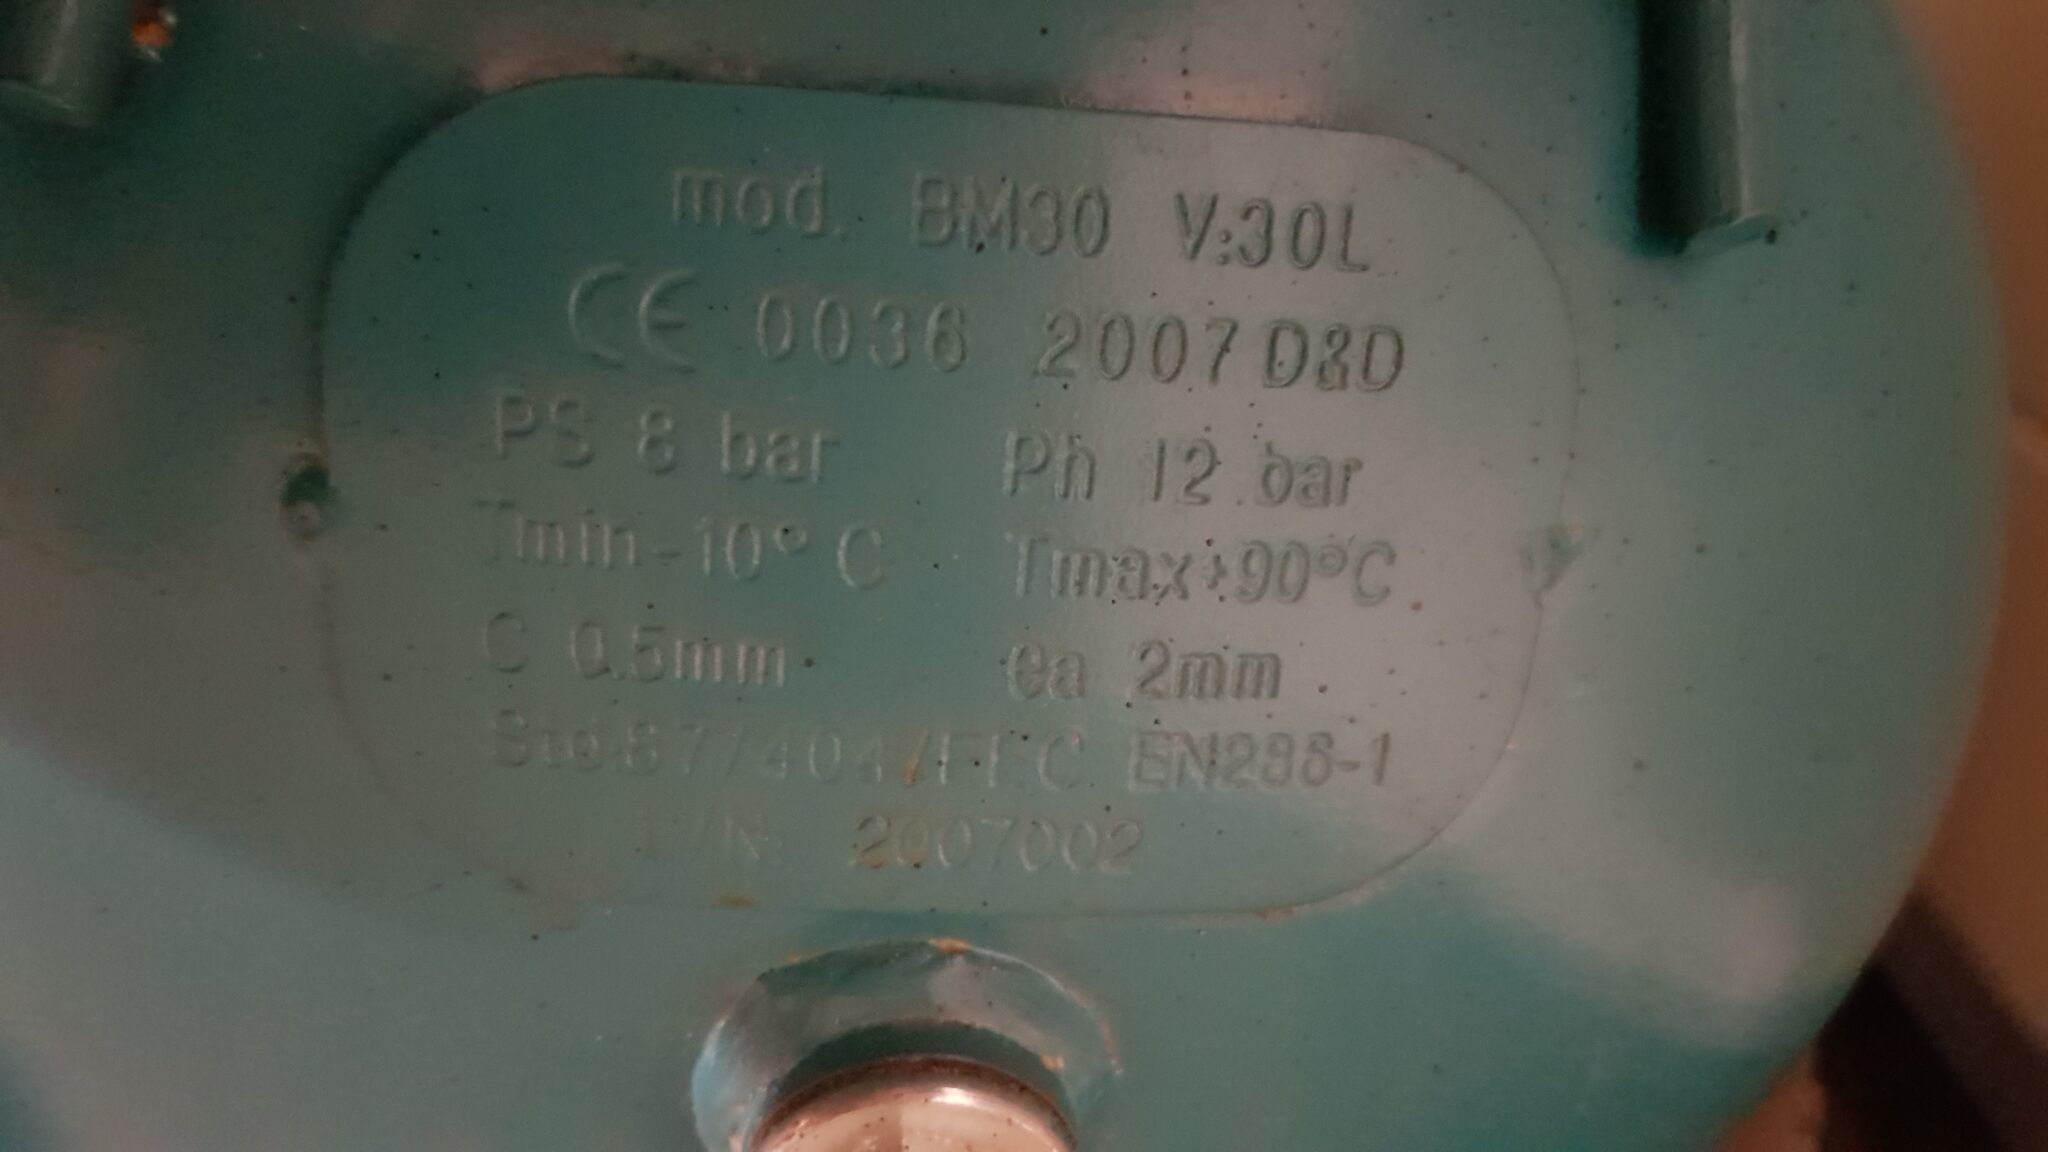 mod. BM30 V:30L
CE 0036 2007 D&D
PS 8 bar Ph 12 bar
Tmin-10°C Tmax+90°C
C 0.5mm ea 2mm
EN286-1
2007002